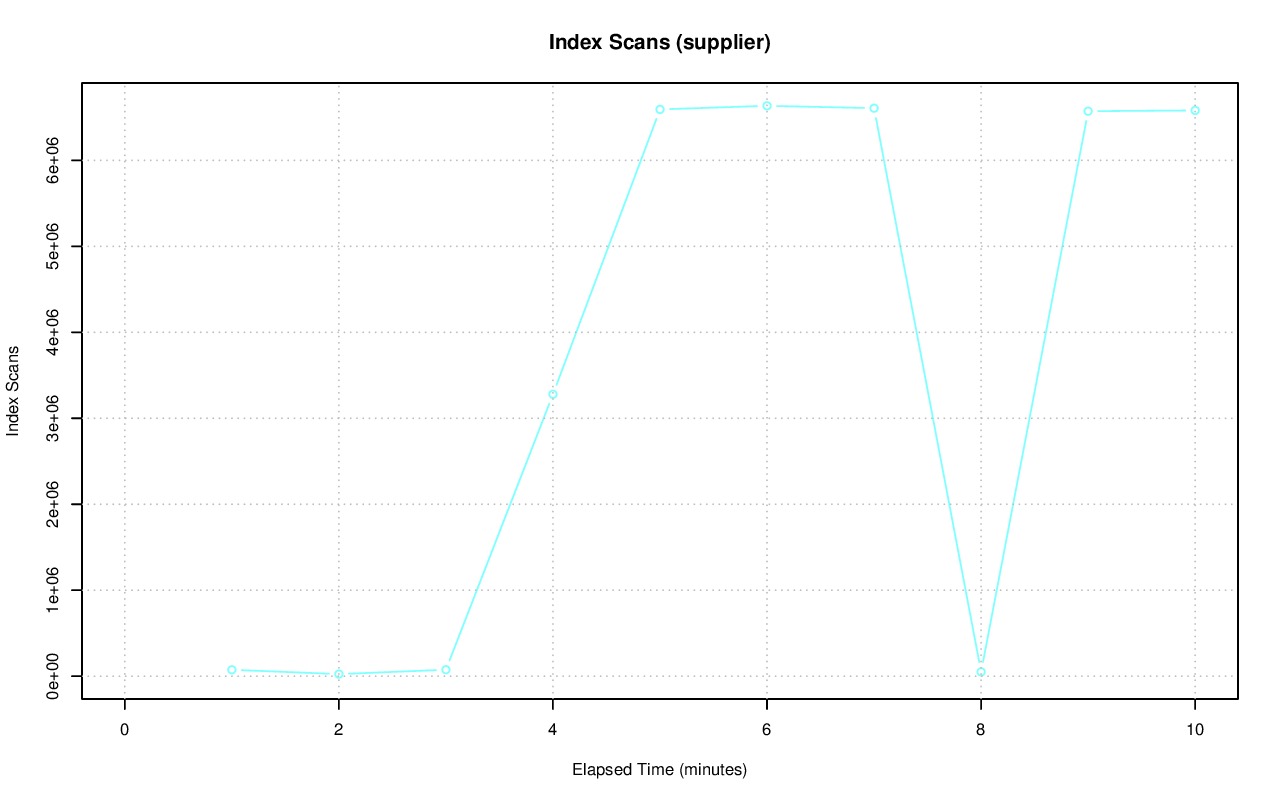 Index Scans (supplier)
Index Scans
6e+06
5e+06
4e+06
3e+06
2e+06
1e+06
0e+00
0 2 4 6 8 10
Elapsed Time (minutes)